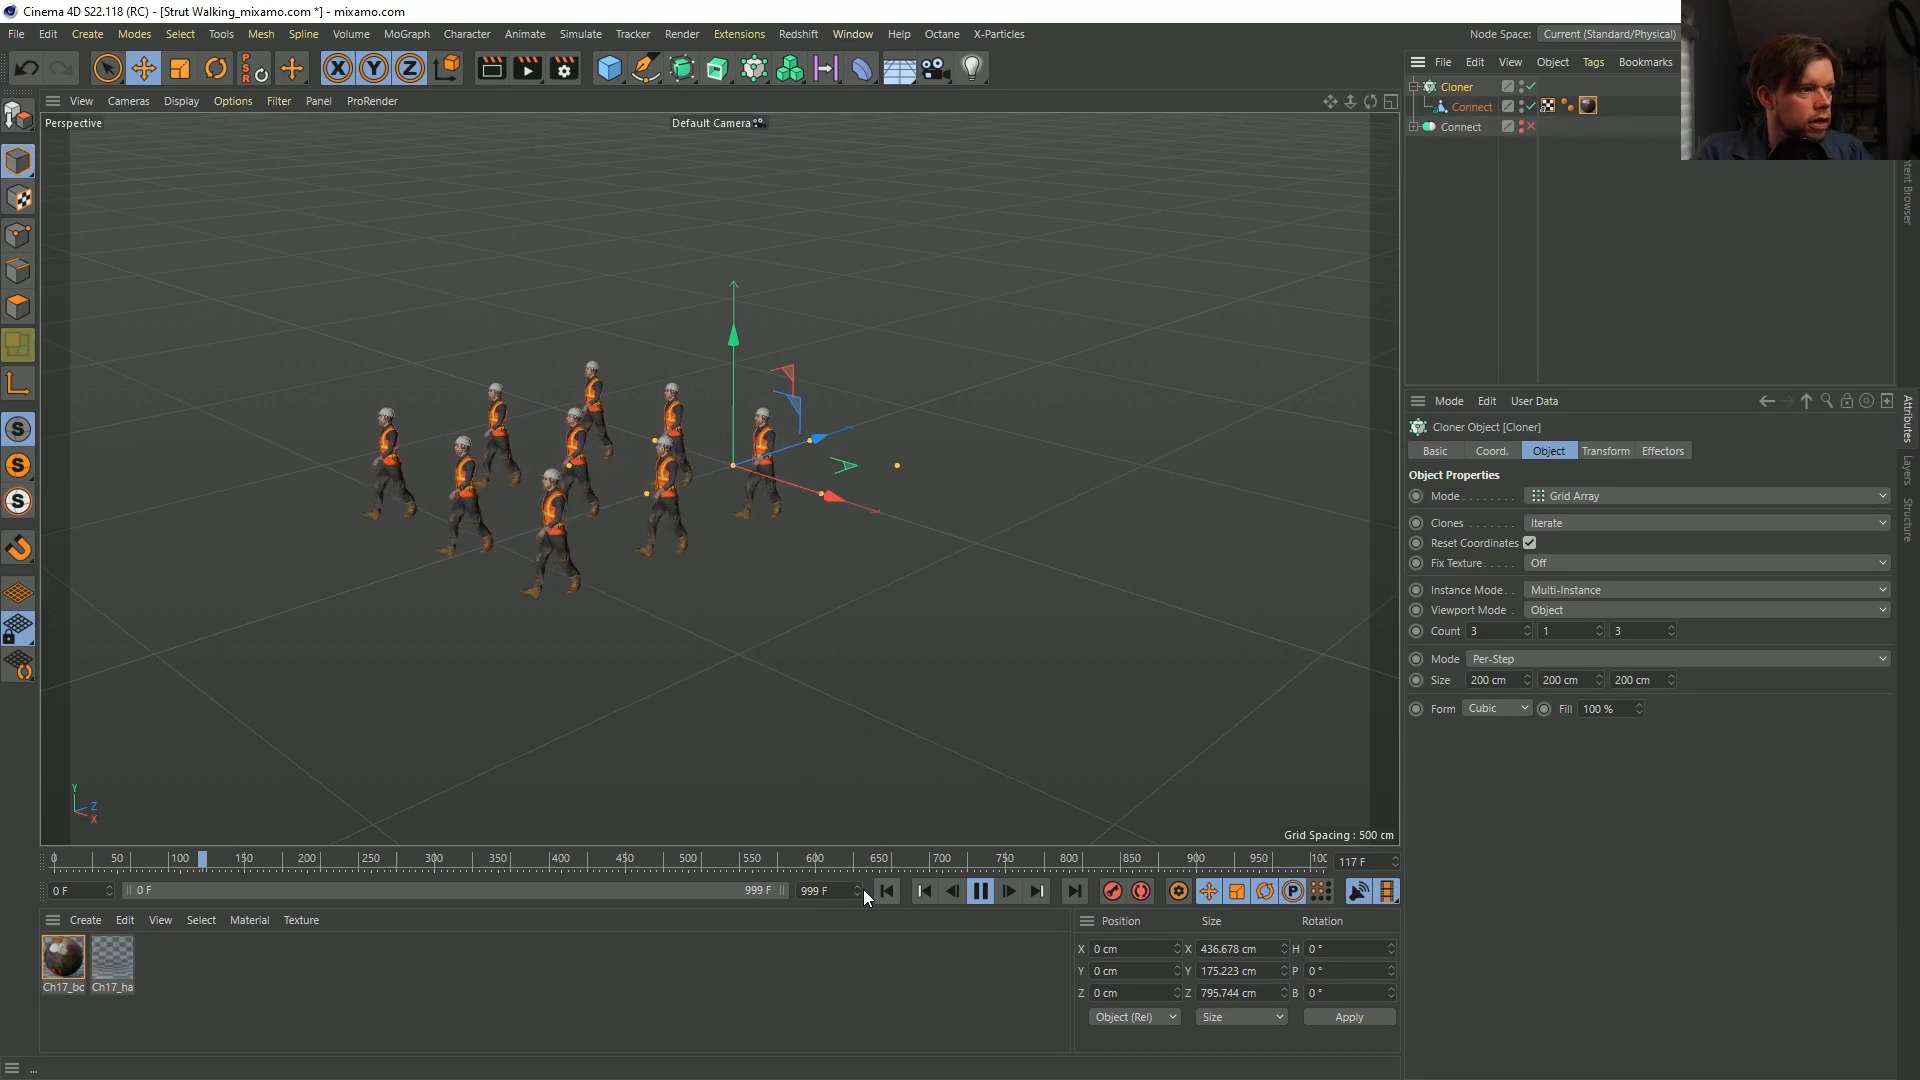 Cinema 4D S22.118 (RC) - [Strut Walking_mixamo.com *] - mixamo.com
File Edit Create Modes Select Tools Mesh Spline Volume MoGraph Character Animate Simulate Tracker Render Extensions Redshift Window Help Octane X-Particles
Node Space: Current (Standard/Physical)
View Cameras Display Options Filter Panel ProRender
Perspective
Default Camera
PSR
X Y Z
S
S
S
File Edit View Object Tags Bookmarks
Cloner
Connect
Connect
Mode Edit User Data
Cloner Object [Cloner]
Basic Coord. Object Transform Effectors
Object Properties
Mode . . . . . . . . Grid Array
Clones . . . . . . . Iterate
Reset Coordinates
Fix Texture . . . . . Off
Instance Mode . . Multi-Instance
Viewport Mode . Object
Count 3 1 3
Mode Per-Step
Size 200 cm 200 cm 200 cm
Form Cubic Fill 100 %
Attributes
Layers
Structure
Y
Z
X
Grid Spacing : 500 cm
0 50 100 150 200 250 300 350 400 450 500 550 600 650 700 750 800 850 900 950 100
117 F
0 F 0 F 999 F 999 F
P
Create Edit View Select Material Texture
Ch17_bc Ch17_ha
Position Size Rotation
X 0 cm X 436.678 cm H 0 °
Y 0 cm Y 175.223 cm P 0 °
Z 0 cm Z 795.744 cm B 0 °
Object (Rel) Size Apply
...